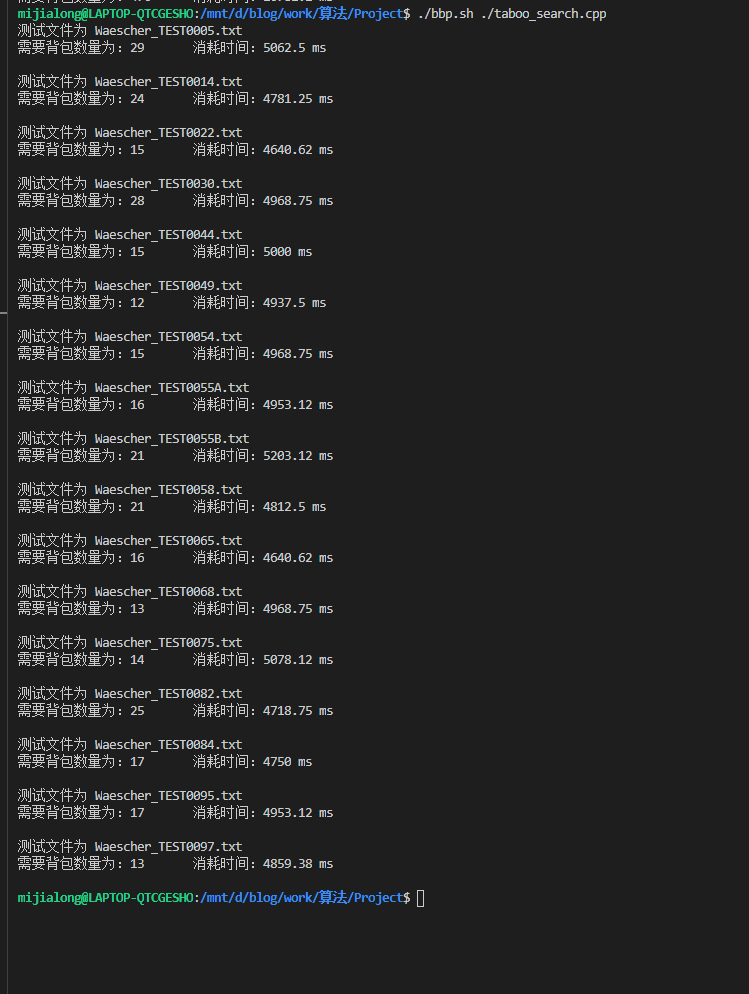 mijialong@LAPTOP-QTCGESHO:/mnt/d/blog/work/算法/Project$ ./bbp.sh ./taboo_search.cpp
测试文件为 Waescher_TEST0005.txt
需要背包数量为：29 消耗时间：5062.5 ms
测试文件为 Waescher_TEST0014.txt
需要背包数量为：24 消耗时间：4781.25 ms
测试文件为 Waescher_TEST0022.txt
需要背包数量为：15 消耗时间：4640.62 ms
测试文件为 Waescher_TEST0030.txt
需要背包数量为：28 消耗时间：4968.75 ms
测试文件为 Waescher_TEST0044.txt
需要背包数量为：15 消耗时间：5000 ms
测试文件为 Waescher_TEST0049.txt
需要背包数量为：12 消耗时间：4937.5 ms
测试文件为 Waescher_TEST0054.txt
需要背包数量为：15 消耗时间：4968.75 ms
测试文件为 Waescher_TEST0055A.txt
需要背包数量为：16 消耗时间：4953.12 ms
测试文件为 Waescher_TEST0055B.txt
需要背包数量为：21 消耗时间：5203.12 ms
测试文件为 Waescher_TEST0058.txt
需要背包数量为：21 消耗时间：4812.5 ms
测试文件为 Waescher_TEST0065.txt
需要背包数量为：16 消耗时间：4640.62 ms
测试文件为 Waescher_TEST0068.txt
需要背包数量为：13 消耗时间：4968.75 ms
测试文件为 Waescher_TEST0075.txt
需要背包数量为：14 消耗时间：5078.12 ms
测试文件为 Waescher_TEST0082.txt
需要背包数量为：25 消耗时间：4718.75 ms
测试文件为 Waescher_TEST0084.txt
需要背包数量为：17 消耗时间：4750 ms
测试文件为 Waescher_TEST0095.txt
需要背包数量为：17 消耗时间：4953.12 ms
测试文件为 Waescher_TEST0097.txt
需要背包数量为：13 消耗时间：4859.38 ms
mijialong@LAPTOP-QTCGESHO:/mnt/d/blog/work/算法/Project$